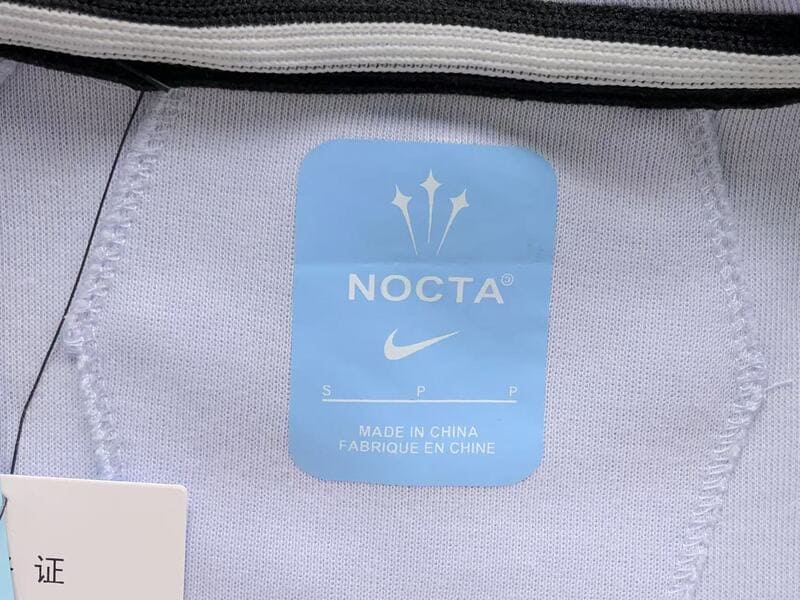 NOCTA®
S P P
MADE IN CHINA
FABRIQUE EN CHINE
证